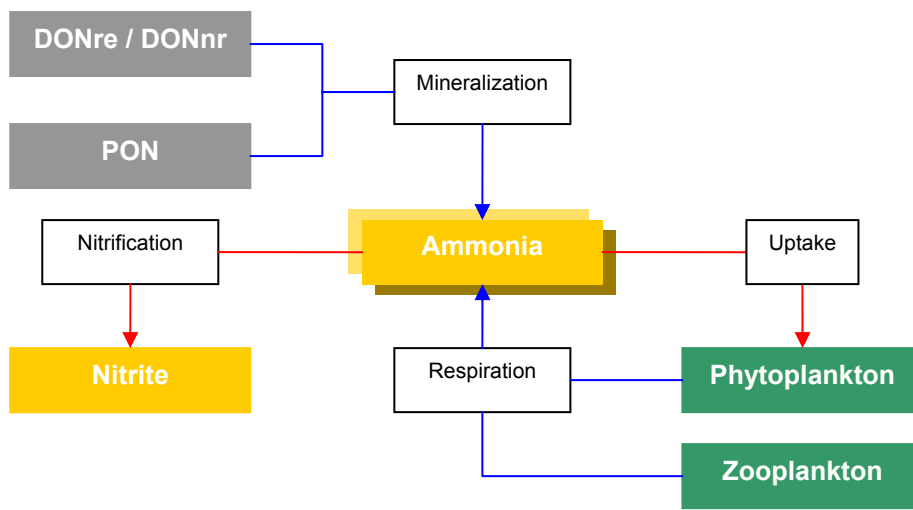 DONre / DONnr
Mineralization
PON
Nitrification
Ammonia
Uptake
Nitrite
Respiration
Phytoplankton
Zooplankton